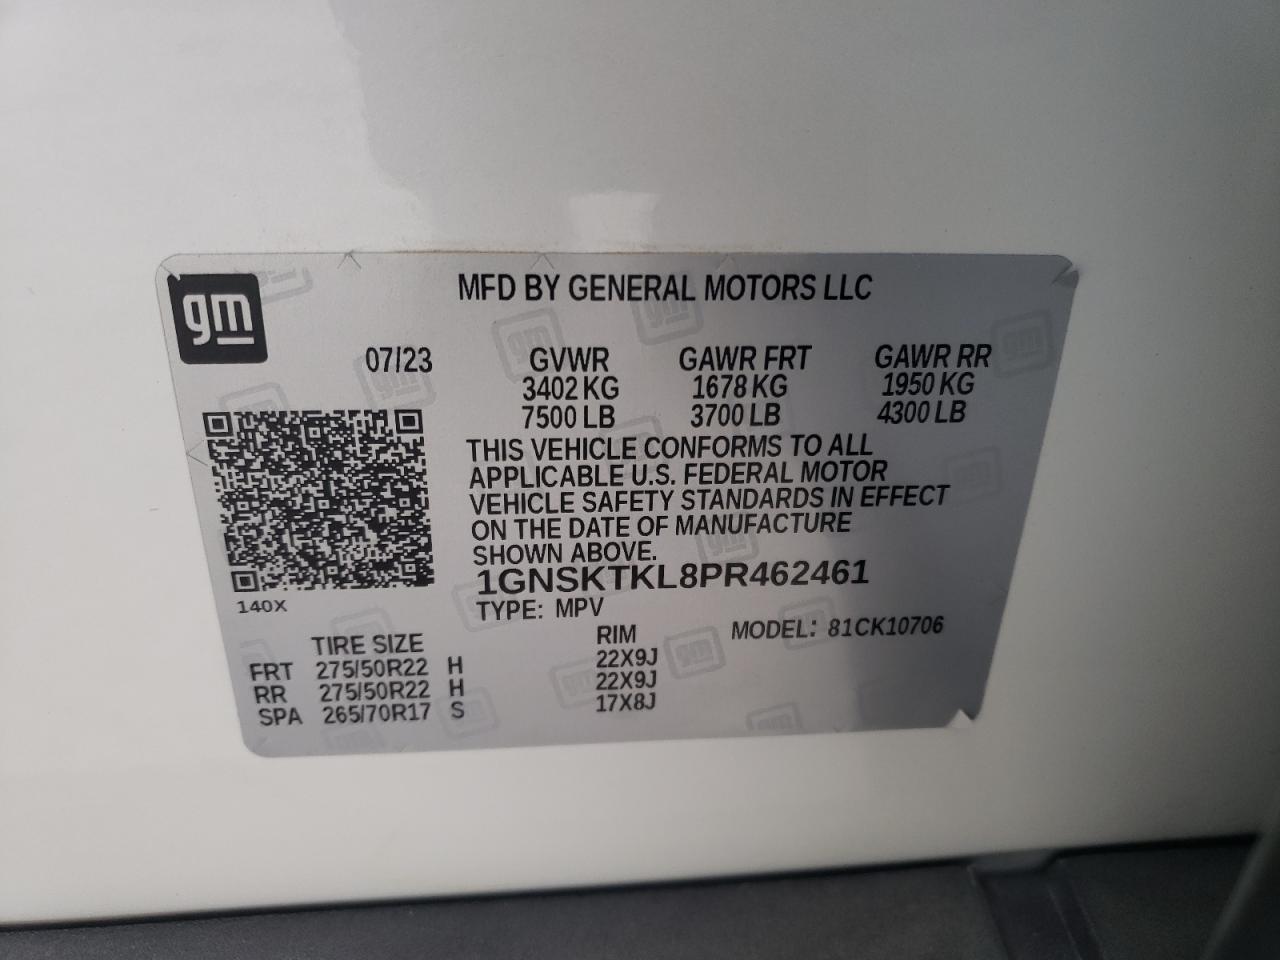 gm
MFD BY GENERAL MOTORS LLC
07/23 GVWR GAWR FRT GAWR RR
3402 KG 1678 KG 1950 KG
7500 LB 3700 LB 4300 LB
THIS VEHICLE CONFORMS TO ALL
APPLICABLE U.S. FEDERAL MOTOR
VEHICLE SAFETY STANDARDS IN EFFECT
ON THE DATE OF MANUFACTURE
SHOWN ABOVE.
1GNSKTKL8PR462461
140X
TYPE: MPV
TIRE SIZE RIM MODEL: 81CK10706
FRT 275/50R22 H 22X9J
RR 275/50R22 H 22X9J
SPA 265/70R17 S 17X8J